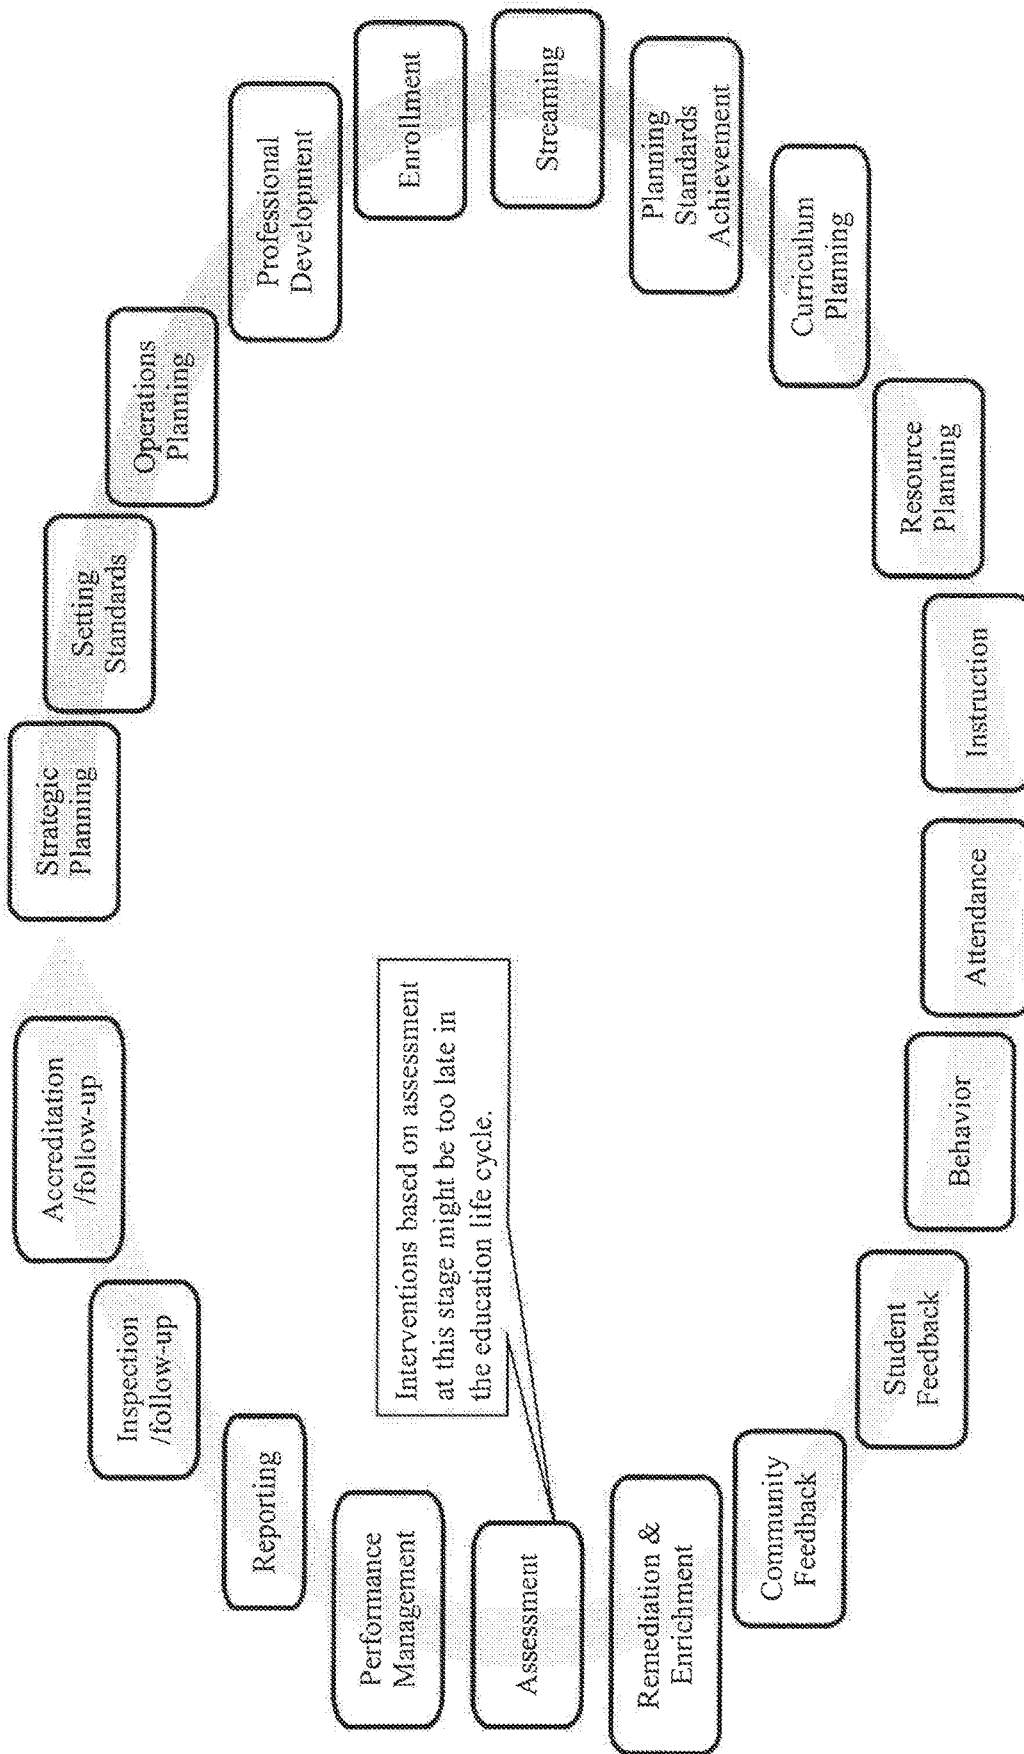 Strategic
Planning
Setting
Standards
Operations
Planning
Professional
Development
Enrollment
Streaming
Planning
Standards
Achievement
Curriculum
Planning
Resource
Planning
Instruction
Attendance
Behavior
Student
Feedback
Community
Feedback
Remediation &
Enrichment
Assessment
Performance
Management
Reporting
Inspection
/follow-up
Accreditation
/follow-up
Interventions based on assessment
at this stage might be too late in
the education life cycle.